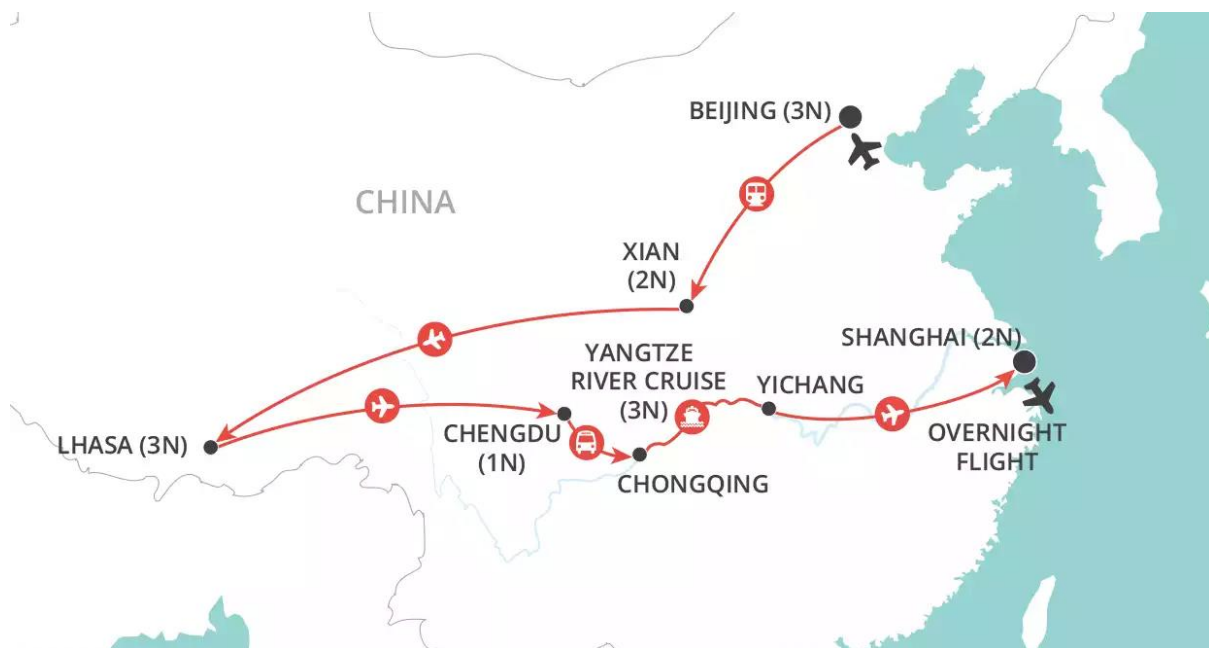 BEIJING (3N)
CHINA
XIAN
(2N)
SHANGHAI (2N)
YANGTZE
RIVER CRUISE
(3N)
YICHANG
LHASA (3N)
CHENGDU
(1N)
CHONGQING
OVERNIGHT
FLIGHT